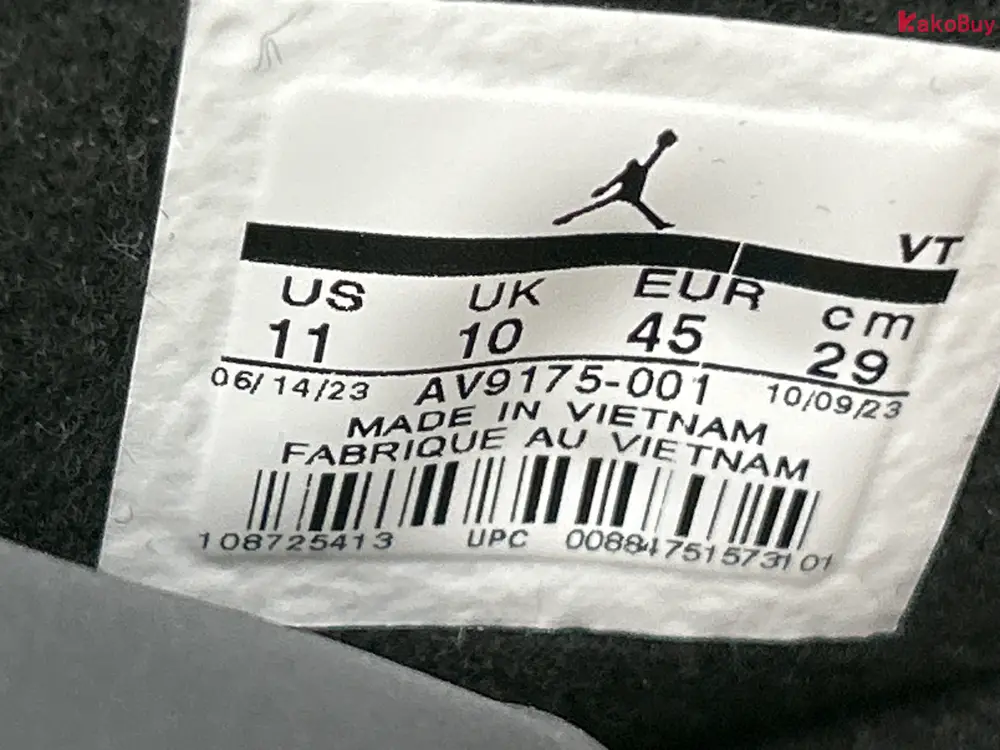 KakoBuy
VT
US UK EUR cm
11 10 45 29
06/14/23 AV9175-001 10/09/23
MADE IN VIETNAM
FABRIQUE AU VIETNAM
108725413 UPC 00884751573101